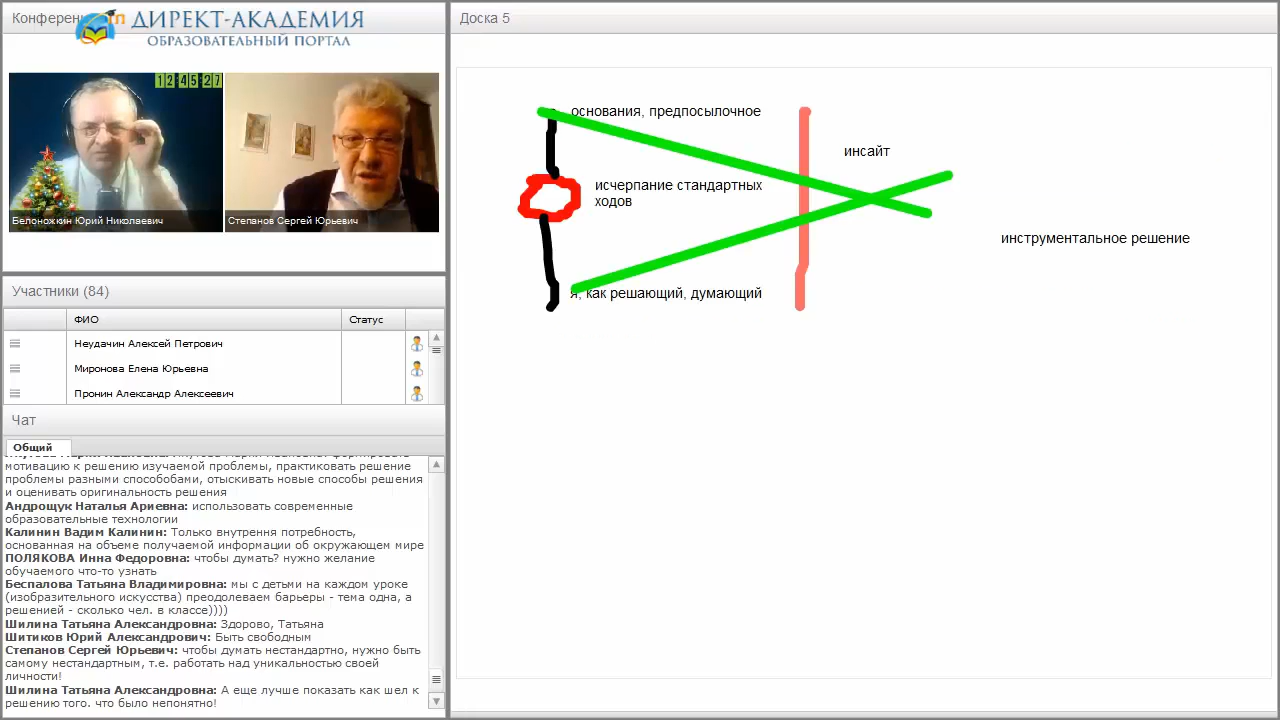 Конферен
ДИРЕКТ-АКАДЕМИЯ
ОБРАЗОВАТЕЛЬНЫЙ ПОРТАЛ
12:45:27
Белоножкин Юрий Николаевич
Степанов Сергей Юрьевич
Участники (84)
ФИО
Статус
Неудачин Алексей Петрович
Миронова Елена Юрьевна
Пронин Александр Алексеевич
Чат
Общий
мотивацию к решению изучаемой проблемы, практиковать решение
проблемы разными способобами, отыскивать новые способы решения
и оценивать оригинальность решения
Андрощук Наталья Ариевна: использовать современные
образовательные технологии
Калинин Вадим Калинин: Только внутрення потребность,
основанная на объеме получаемой информации об окружающем мире
ПОЛЯКОВА Инна Федоровна: чтобы думать? нужно желание
обучаемого что-то узнать
Беспалова Татьяна Владимировна: мы с детьми на каждом уроке
(изобразительного искусства) преодолеваем барьеры - тема одна, а
решений - сколько чел. в классе))))
Шилина Татьяна Александровна: Здорово, Татьяна
Шитиков Юрий Александрович: Быть свободным
Степанов Сергей Юрьевич: чтобы думать нестандартно, нужно быть
самому нестандартным, т.е. работать над уникальностью своей
личности!
Шилина Татьяна Александровна: А еще лучше показать как шел к
решению того. что было непонятно!
Доска 5
основания, предпосылочное
инсайт
исчерпание стандартных
ходов
инструментальное решение
я, как решающий, думающий